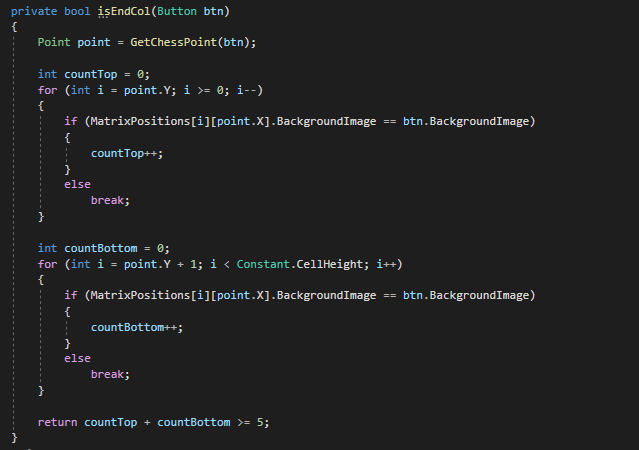 private bool isEndCol(Button btn)
{
    Point point = GetChessPoint(btn);

    int countTop = 0;
    for (int i = point.Y; i >= 0; i--)
    {
        if (MatrixPositions[i][point.X].BackgroundImage == btn.BackgroundImage)
        {
            countTop++;
        }
        else
            break;
    }

    int countBottom = 0;
    for (int i = point.Y + 1; i < Constant.CellHeight; i++)
    {
        if (MatrixPositions[i][point.X].BackgroundImage == btn.BackgroundImage)
        {
            countBottom++;
        }
        else
            break;
    }

    return countTop + countBottom >= 5;
}